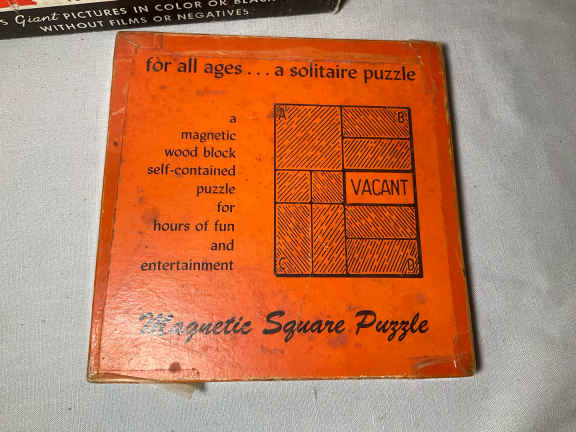 Giant PICTURES IN COLOR OR
WITHOUT FILMS OR NEGATIVES.
for all ages... a solitaire puzzle
a
magnetic
wood block
self-contained
puzzle
for
hours of fun
and
entertainment
A
B
VACANT
C
D
Magnetic Square Puzzle